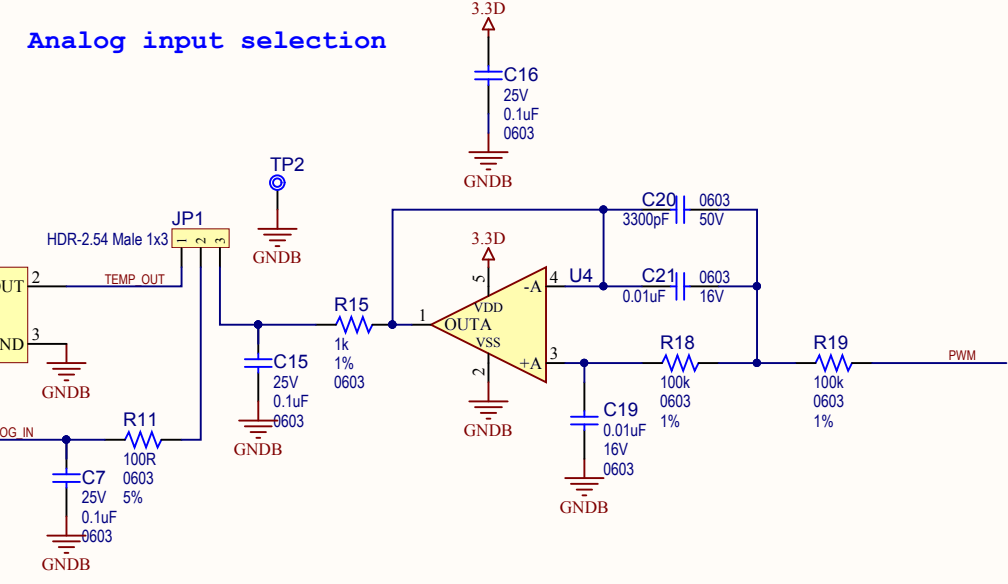 3.3D
Analog input selection
C16
25V
0.1uF
0603
GNDB
TP2
GNDB
JP1
HDR-2.54 Male 1x3
1
2
3
TEMP_OUT
UT
2
ND
3
GNDB
OG_IN
R11
100R
0603
5%
C7
25V
0.1uF
0603
GNDB
C15
25V
0.1uF
0603
GNDB
R15
1k
1%
0603
3.3D
5
VDD
U4
4
-A
1
OUTA
VSS
+A
3
2
GNDB
C20
3300pF
0603
50V
C21
0.01uF
0603
16V
R18
100k
0603
1%
R19
100k
0603
1%
PWM
C19
0.01uF
16V
0603
GNDB